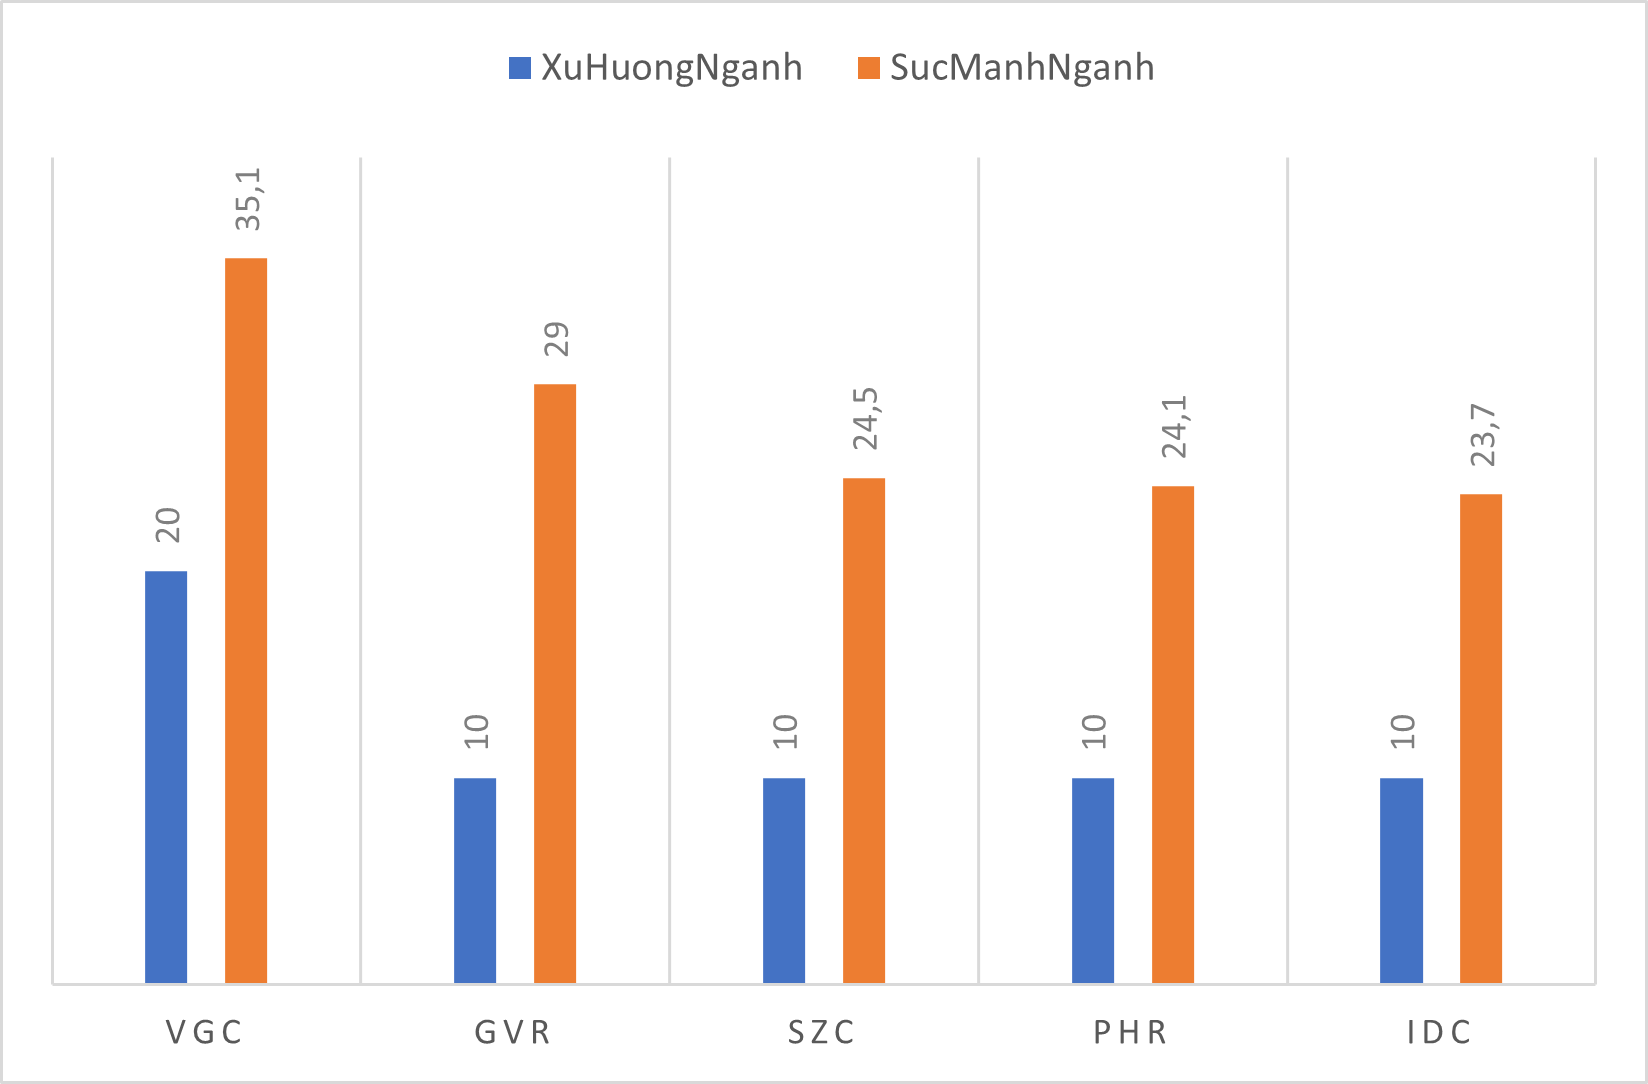 XuHuongNganh SucManhNganh
20 35,1 10 29 10 24,5 10 24,1 10 23,7
VGC GVR SZC PHR IDC